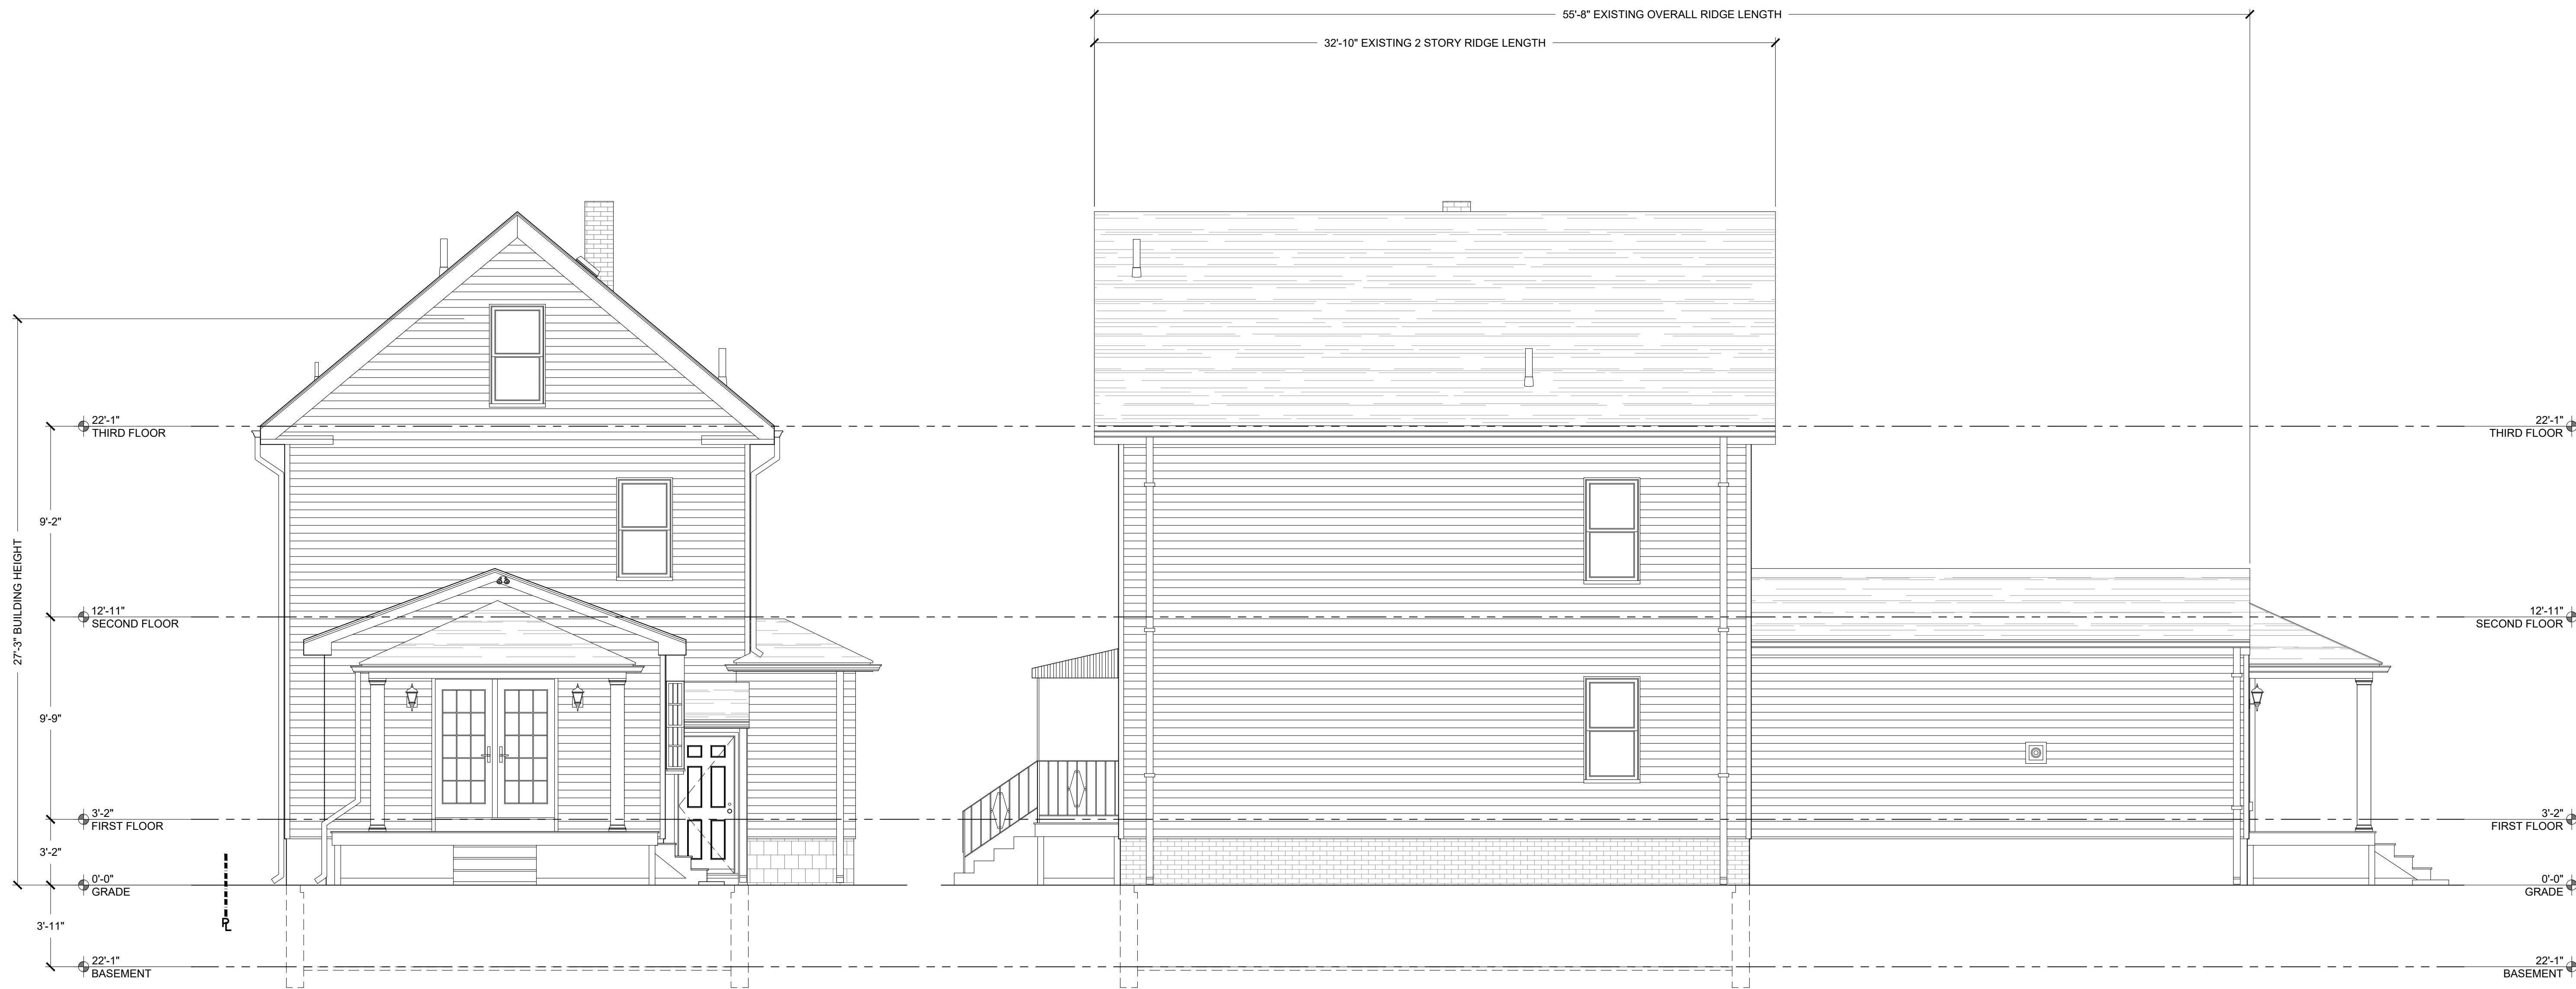 55'-8" EXISTING OVERALL RIDGE LENGTH
32'-10" EXISTING 2 STORY RIDGE LENGTH
27'-3" BUILDING HEIGHT
22'-1"
THIRD FLOOR
22'-1"
THIRD FLOOR
9'-2"
12'-11"
SECOND FLOOR
12'-11"
SECOND FLOOR
9'-9"
3'-2"
FIRST FLOOR
3'-2"
FIRST FLOOR
3'-2"
0'-0"
GRADE
0'-0"
GRADE
PL
3'-11"
22'-1"
BASEMENT
22'-1"
BASEMENT